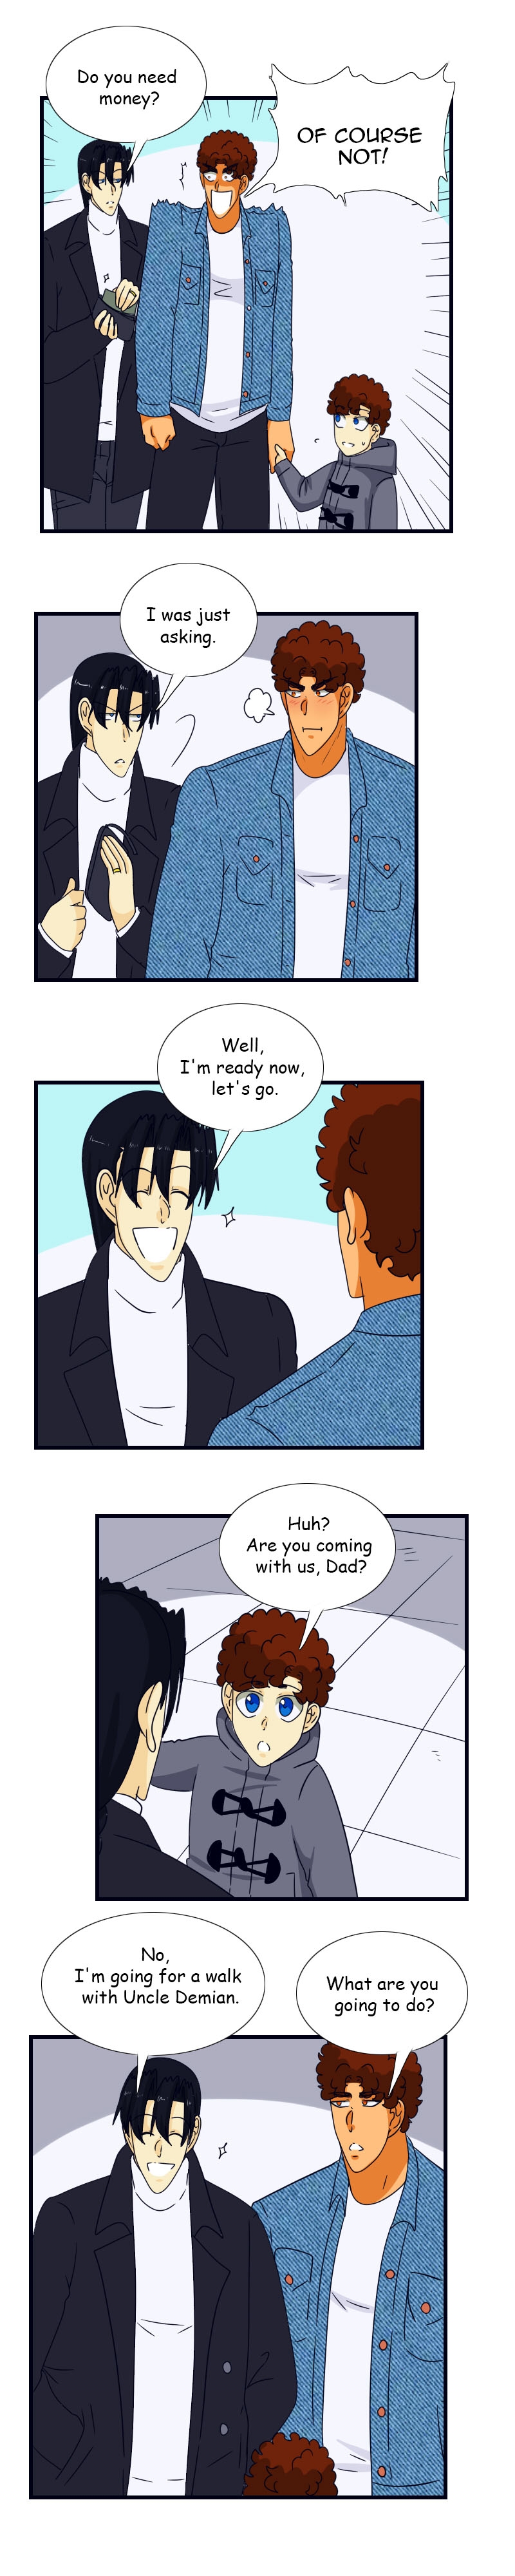 Do you need
money?
OF COURSE
NOT!
I was just
asking.
Well,
I'm ready now,
let's go.
Huh?
Are you coming
with us, Dad?
No,
I'm going for a walk
with Uncle Demian.
What are you
going to do?